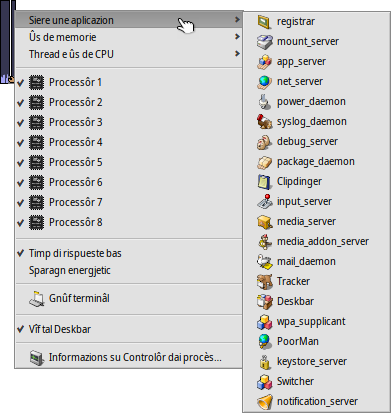 Siere une aplicazion
Ûs de memorie
Thread e ûs de CPU
Processôr 1
Processôr 2
Processôr 3
Processôr 4
Processôr 5
Processôr 6
Processôr 7
Processôr 8
Timp di rispueste bas
Sparagn energjetic
Gnûf terminâl
Vîf tal Deskbar
Informazions su Controlôr dai procès...
registrar
mount_server
app_server
net_server
power_daemon
syslog_daemon
debug_server
package_daemon
Clipdinger
input_server
media_server
media_addon_server
mail_daemon
Tracker
Deskbar
wpa_supplicant
PoorMan
keystore_server
Switcher
notification_server